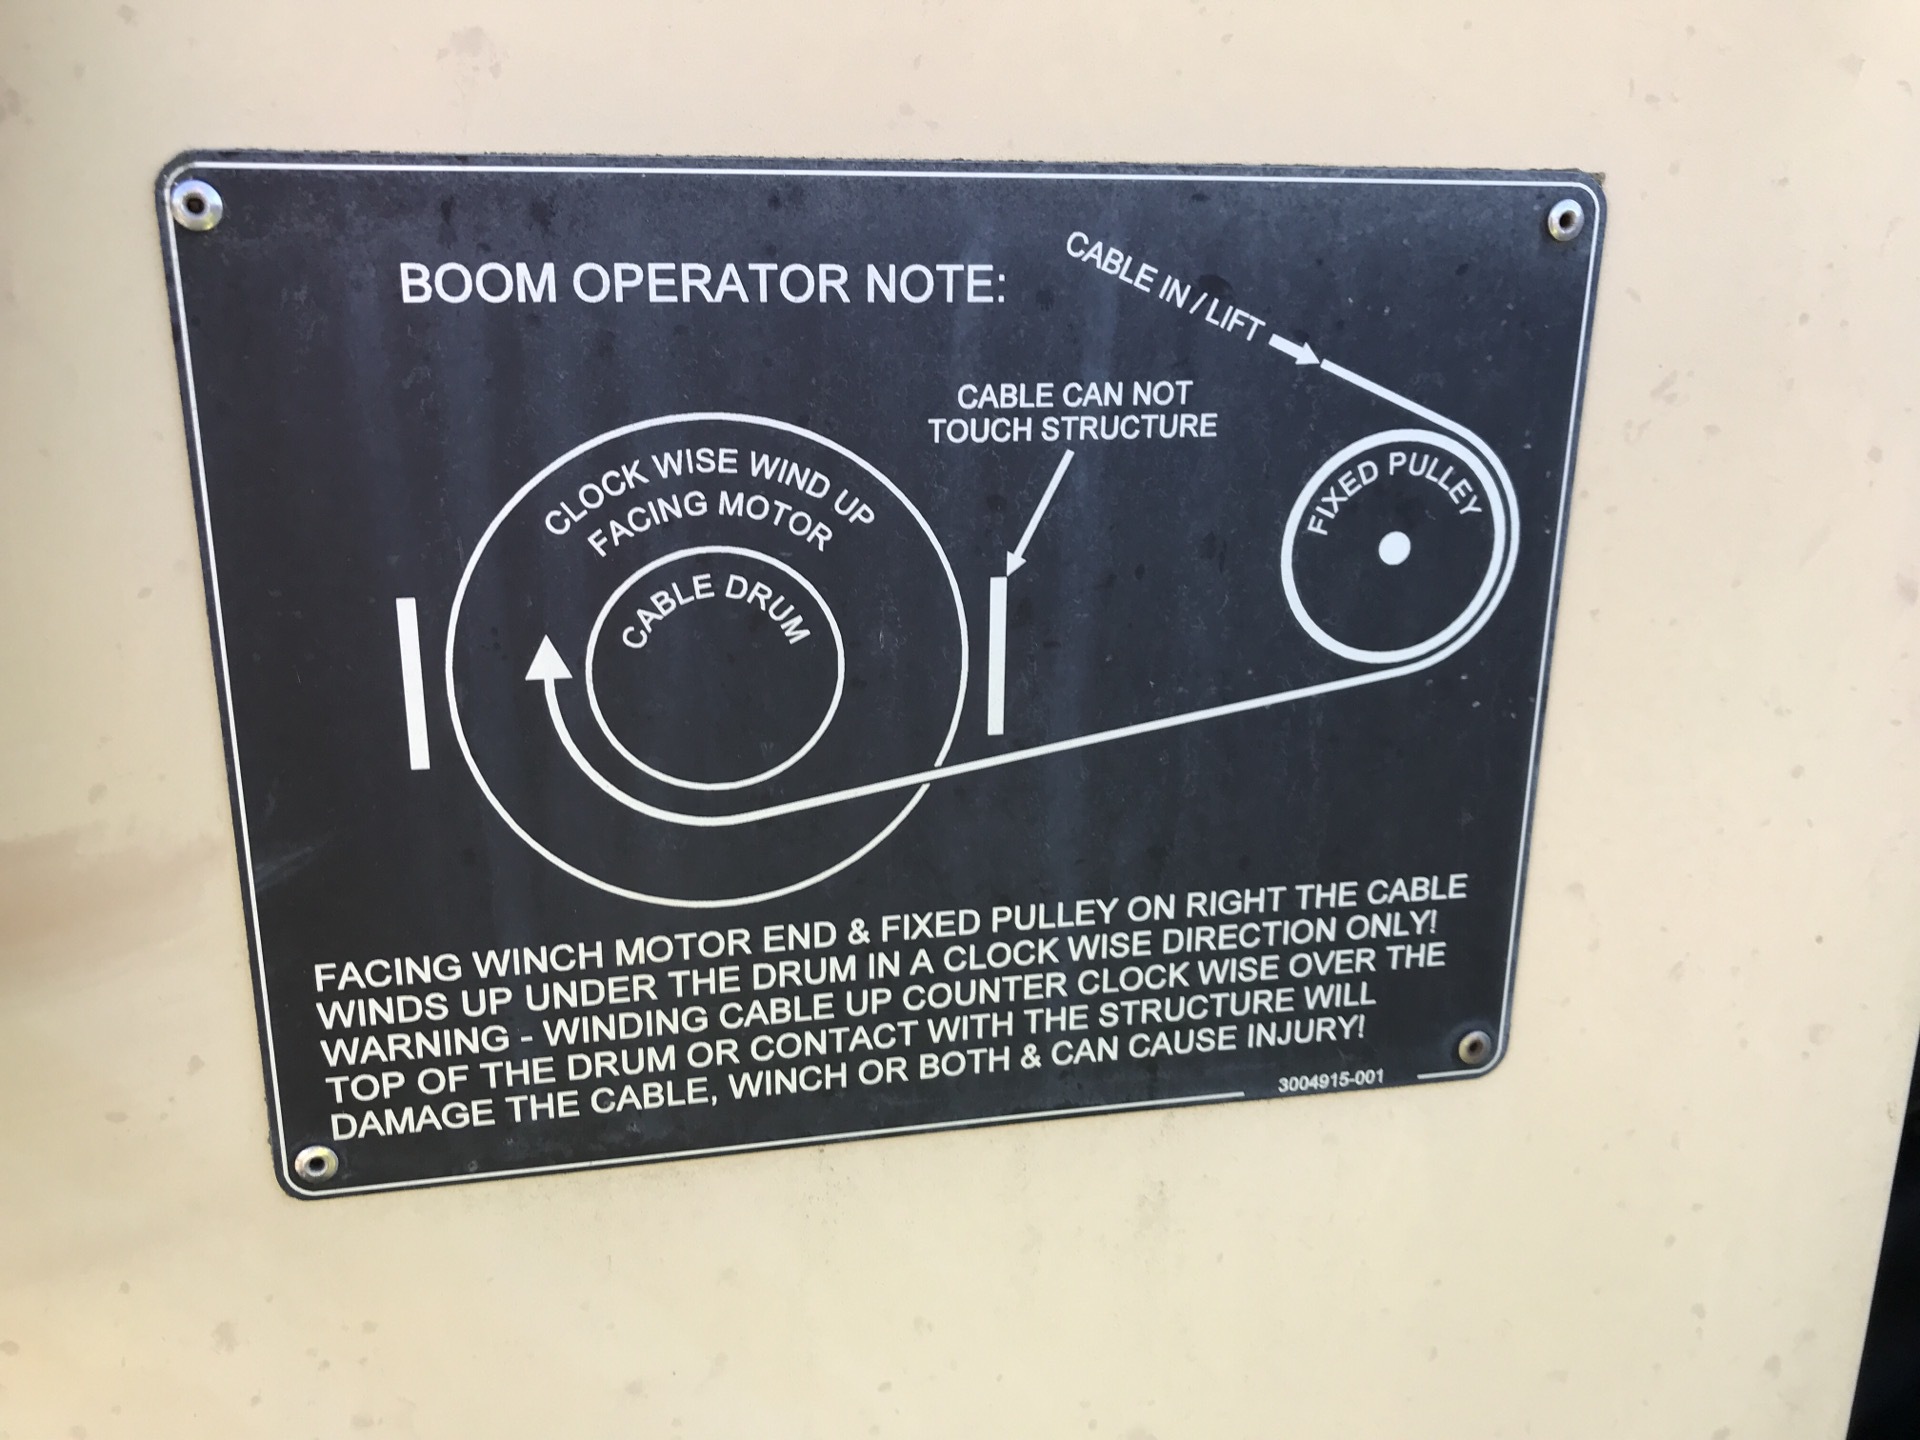 BOOM OPERATOR NOTE:
CABLE IN / LIFT
CABLE CAN NOT
TOUCH STRUCTURE
CLOCK WISE WIND UP
FACING MOTOR
CABLE DRUM
FIXED PULLEY
FACING WINCH MOTOR END & FIXED PULLEY ON RIGHT THE CABLE
WINDS UP UNDER THE DRUM IN A CLOCK WISE DIRECTION ONLY!
WARNING - WINDING CABLE UP COUNTER CLOCK WISE OVER THE
TOP OF THE DRUM OR CONTACT WITH THE STRUCTURE WILL
DAMAGE THE CABLE, WINCH OR BOTH & CAN CAUSE INJURY!
3004915-001